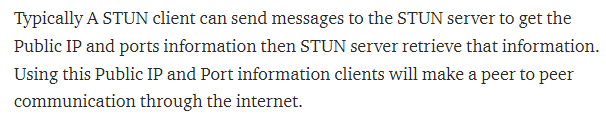 Typically A STUN client can send messages to the STUN server to get the
Public IP and ports information then STUN server retrieve that information.
Using this Public IP and Port information clients will make a peer to peer
communication through the internet.